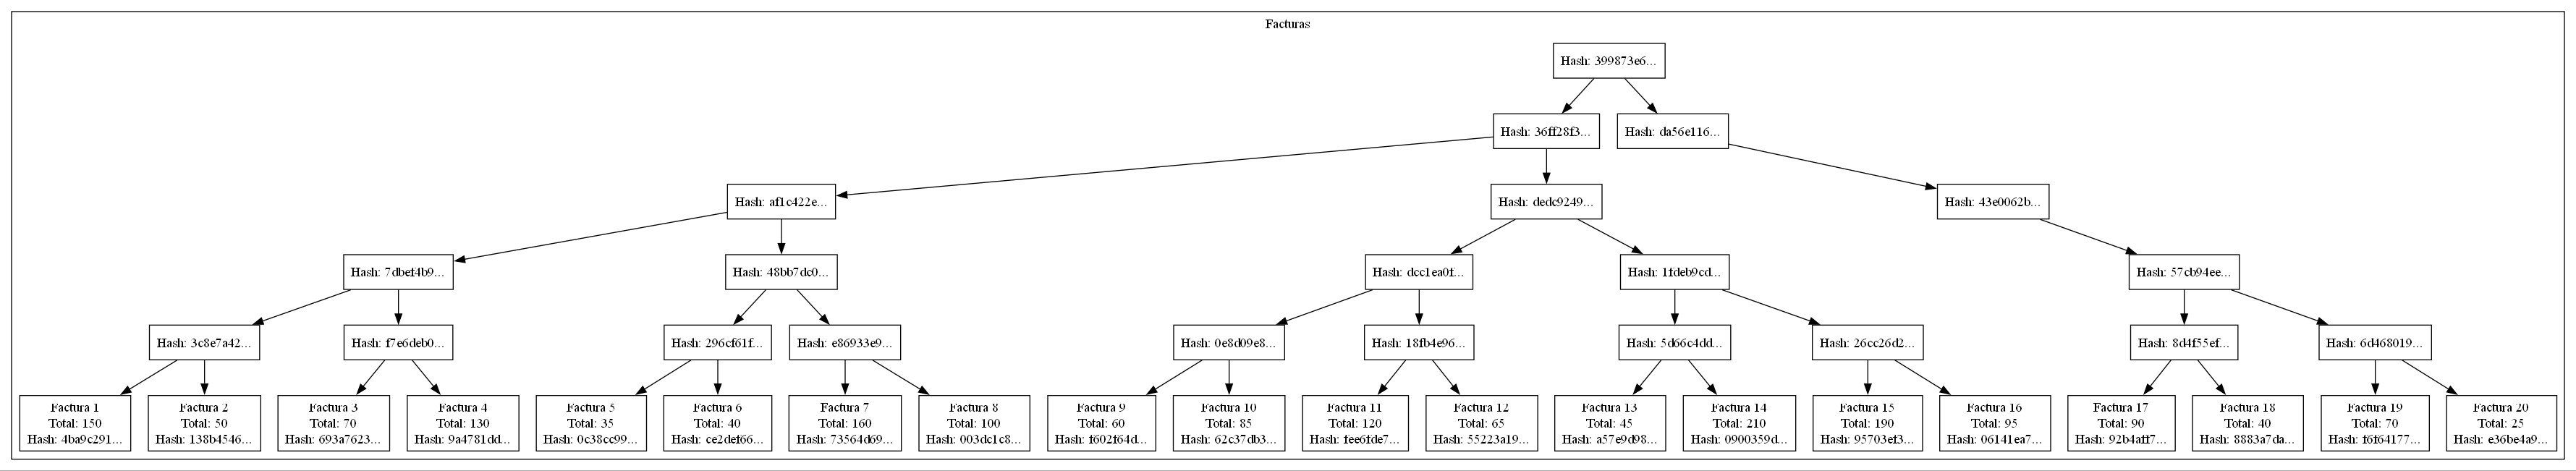 Facturas
Hash: 399873e6...
Hash: 36ff28f3...
Hash: da56e116...
Hash: af1c422e...
Hash: dedc9249...
Hash: 43e0062b...
Hash: 7dbef4b9...
Hash: 48bb7dc0...
Hash: dcc1ea0f...
Hash: 1fdeb9cd...
Hash: 57cb94ee...
Hash: 3c8e7a42...
Hash: f7e6deb0...
Hash: 296cf61f...
Hash: e86933e9...
Hash: 0e8d09e8...
Hash: 18fb4e96...
Hash: 5d66c4dd...
Hash: 26cc26d2...
Hash: 8d4f55ef...
Hash: 6d468019...
Factura 1
Total: 150
Hash: 4ba9c291...
Factura 2
Total: 50
Hash: 138b4546...
Factura 3
Total: 70
Hash: 693a7623...
Factura 4
Total: 130
Hash: 9a4781dd...
Factura 5
Total: 35
Hash: 0c38cc99...
Factura 6
Total: 40
Hash: ce2def66...
Factura 7
Total: 160
Hash: 73564d69...
Factura 8
Total: 100
Hash: 003dc1c8...
Factura 9
Total: 60
Hash: f602f64d...
Factura 10
Total: 85
Hash: 62c37db3...
Factura 11
Total: 120
Hash: fee6fde7...
Factura 12
Total: 65
Hash: 55223a19...
Factura 13
Total: 45
Hash: a57e9d98...
Factura 14
Total: 210
Hash: 0900359d...
Factura 15
Total: 190
Hash: 95703ef3...
Factura 16
Total: 95
Hash: 06141ea7...
Factura 17
Total: 90
Hash: 92b4aff7...
Factura 18
Total: 40
Hash: 8883a7da...
Factura 19
Total: 70
Hash: f6f64177...
Factura 20
Total: 25
Hash: e36be4a9...